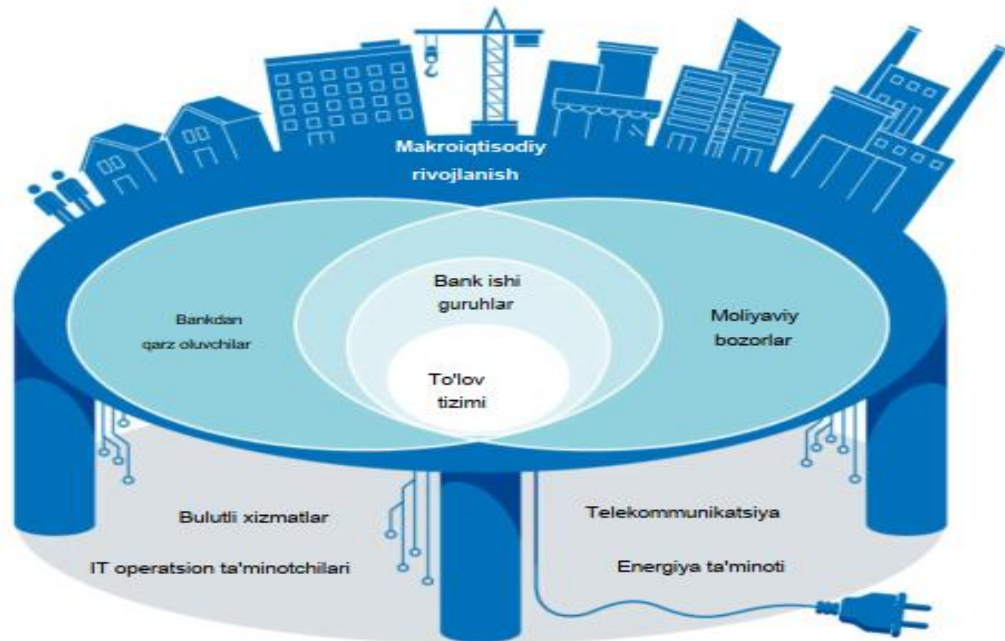 Makroiqtisodiy
rivojlanish
Bank ishi
guruhlar
Bankdan
qarz oluvchilar
Moliyaviy
bozorlar
To'lov
tizimi
Bulutli xizmatlar
Telekommunikatsiya
IT operatsion ta'minotchilari
Energiya ta'minoti